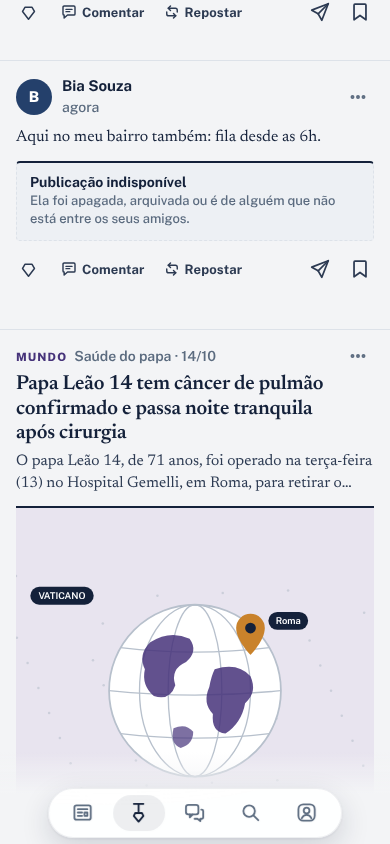 Comentar Repostar
B
Bia Souza
agora
Aqui no meu bairro também: fila desde as 6h.
Publicação indisponível
Ela foi apagada, arquivada ou é de alguém que não
está entre os seus amigos.
Comentar Repostar
MUNDO Saúde do papa · 14/10
Papa Leão 14 tem câncer de pulmão
confirmado e passa noite tranquila
após cirurgia
O papa Leão 14, de 71 anos, foi operado na terça-feira
(13) no Hospital Gemelli, em Roma, para retirar o...
VATICANO
Roma